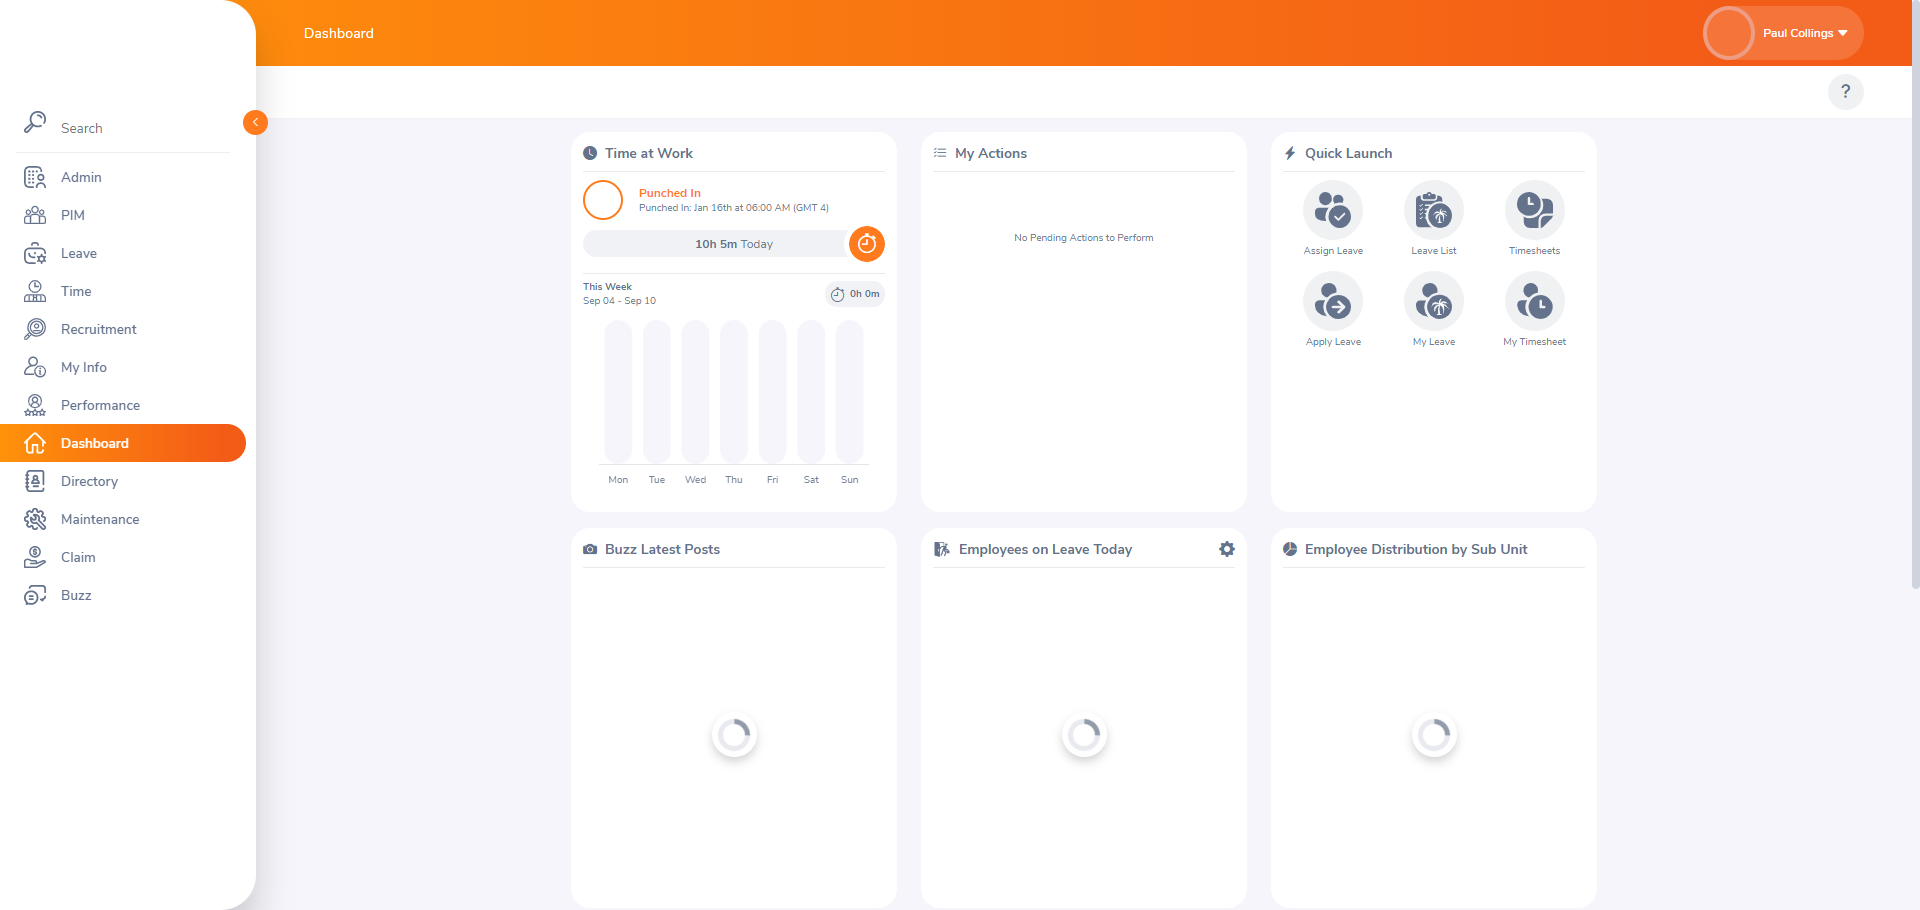 Dashboard
Paul Collings
?
Search
Admin
PIM
Leave
Time
Recruitment
My Info
Performance
Dashboard
Directory
Maintenance
Claim
Buzz
Time at Work
Punched In
Punched In: Jan 16th at 06:00 AM (GMT 4)
10h 5m Today
This Week
Sep 04 - Sep 10
0h 0m
Mon Tue Wed Thu Fri Sat Sun
My Actions
No Pending Actions to Perform
Quick Launch
Assign Leave Leave List Timesheets
Apply Leave My Leave My Timesheet
Buzz Latest Posts
Employees on Leave Today
Employee Distribution by Sub Unit